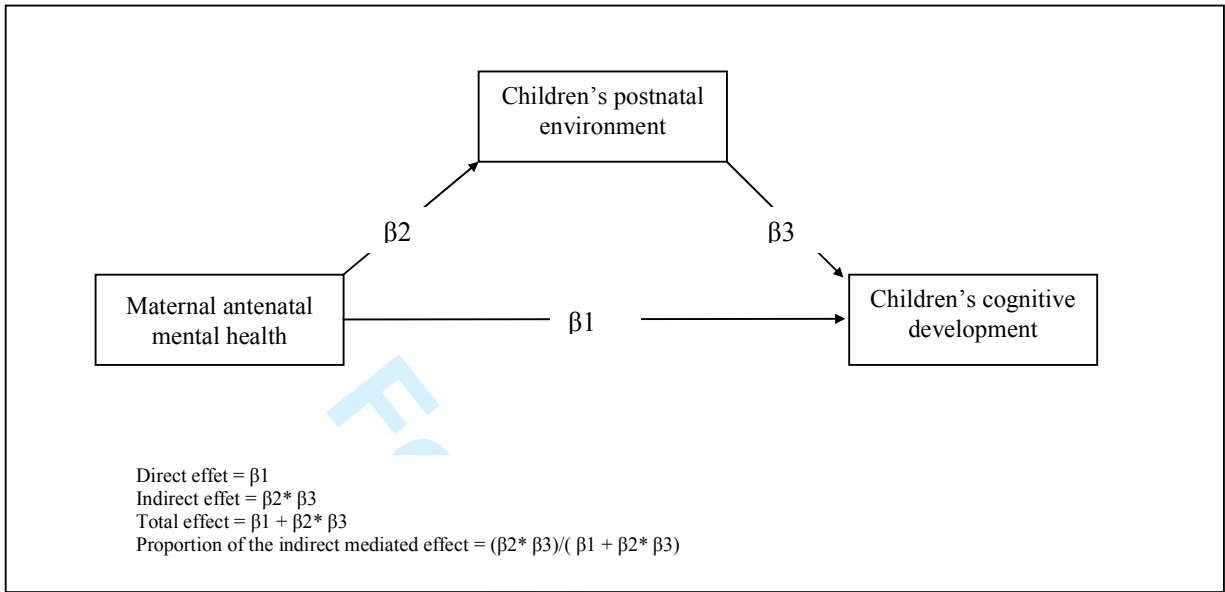 Children's postnatal
environment
β2
β3
Maternal antenatal
mental health
β1
Children's cognitive
development
Direct effet = β1
Indirect effet = β2* β3
Total effect = β1 + β2* β3
Proportion of the indirect mediated effect = (β2* β3)/( β1 + β2* β3)